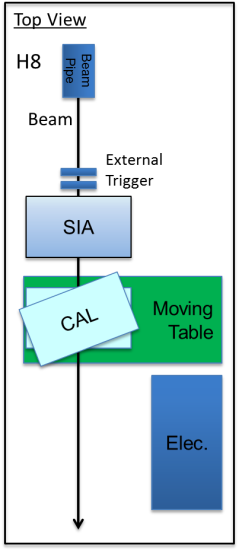 Top View
H8
Beam
Pipe
Beam
External
Trigger
SIA
CAL
Moving
Table
Elec.